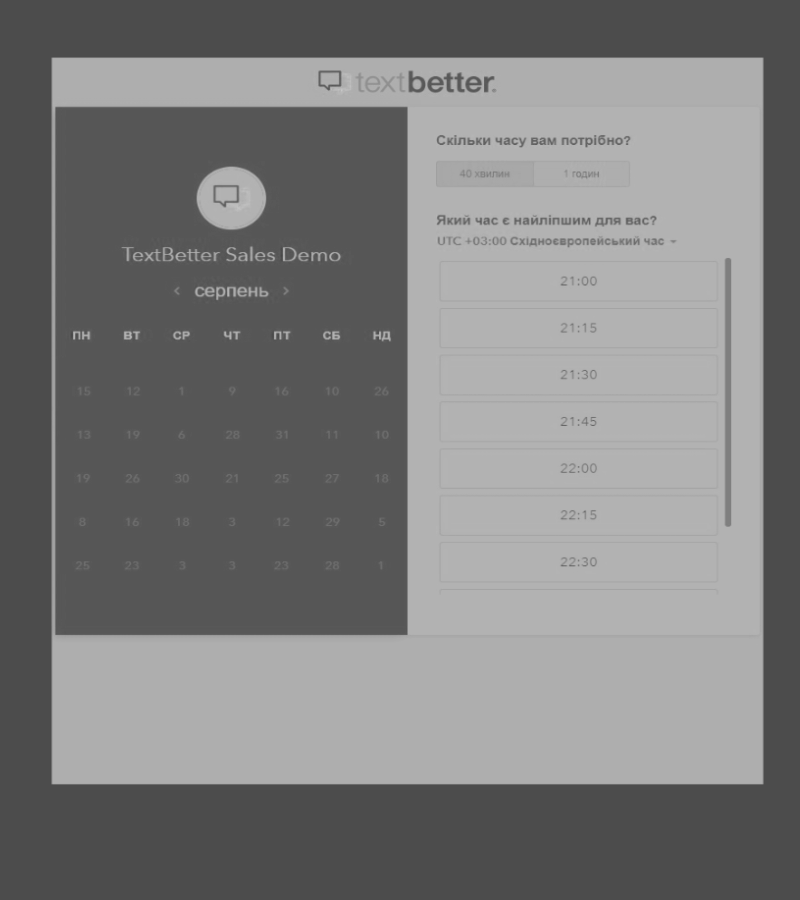 textbetter.
TextBetter Sales Demo
‹ серпень ›
ПН ВТ СР ЧТ ПТ СБ НД
15 12 1 9 16 10 26
13 19 6 28 31 11 10
19 26 30 21 25 27 18
8 16 18 3 12 29 5
25 23 3 3 23 28 1
Скільки часу вам потрібно?
40 хвилин 1 годин
Який час є найліпшим для вас?
UTC +03:00 Східноєвропейський час
21:00
21:15
21:30
21:45
22:00
22:15
22:30